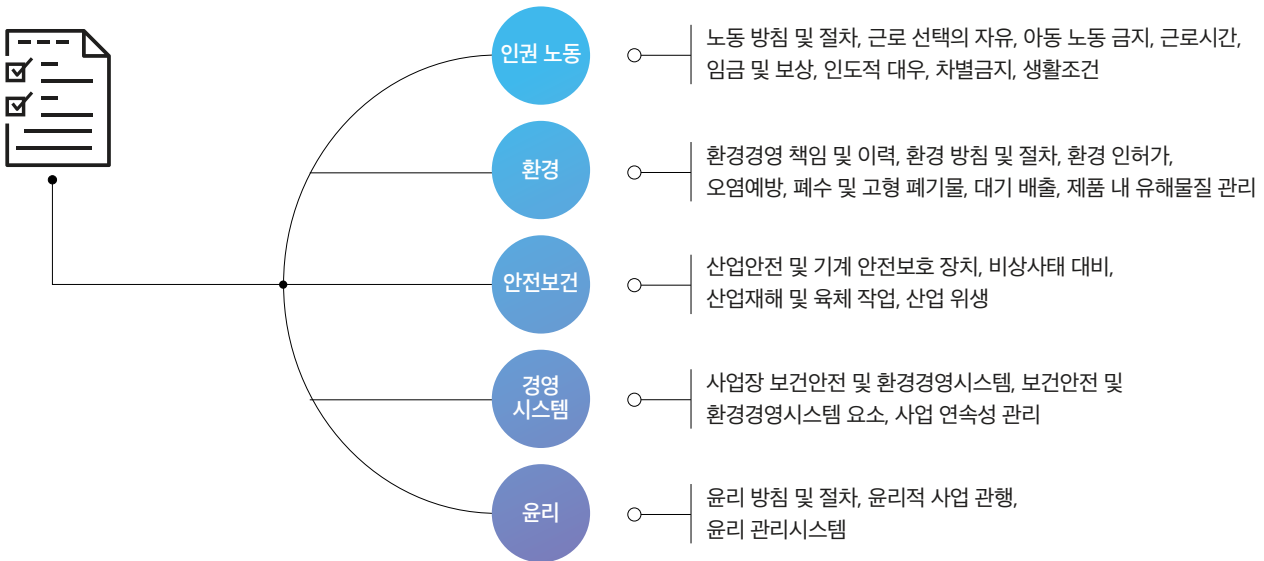 인권 노동
노동 방침 및 절차, 근로 선택의 자유, 아동 노동 금지, 근로시간,
임금 및 보상, 인도적 대우, 차별금지, 생활조건
환경
환경경영 책임 및 이력, 환경 방침 및 절차, 환경 인허가,
오염예방, 폐수 및 고형 폐기물, 대기 배출, 제품 내 유해물질 관리
안전보건
산업안전 및 기계 안전보호 장치, 비상사태 대비,
산업재해 및 육체 작업, 산업 위생
경영
시스템
사업장 보건안전 및 환경경영시스템, 보건안전 및
환경경영시스템 요소, 사업 연속성 관리
윤리
윤리 방침 및 절차, 윤리적 사업 관행,
윤리 관리시스템